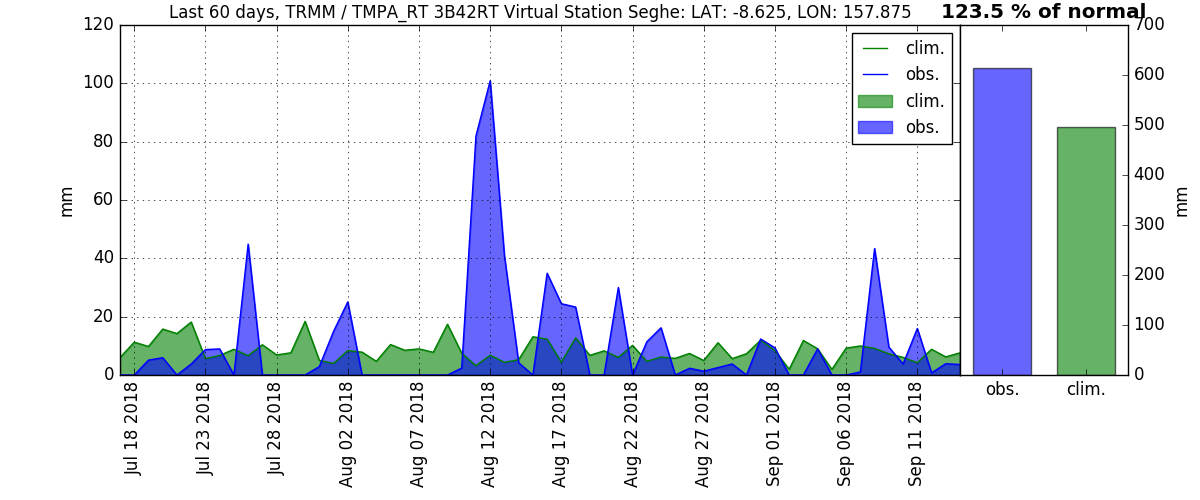 Last 60 days, TRMM / TMPA_RT 3B42RT Virtual Station Seghe: LAT: -8.625, LON: 157.875
123.5 % of normal
120
100
80
60
40
20
0
mm
clim.
obs.
clim.
obs.
700
600
500
400
300
200
100
0
mm
Jul 18 2018
Jul 23 2018
Jul 28 2018
Aug 02 2018
Aug 07 2018
Aug 12 2018
Aug 17 2018
Aug 22 2018
Aug 27 2018
Sep 01 2018
Sep 06 2018
Sep 11 2018
obs.
clim.